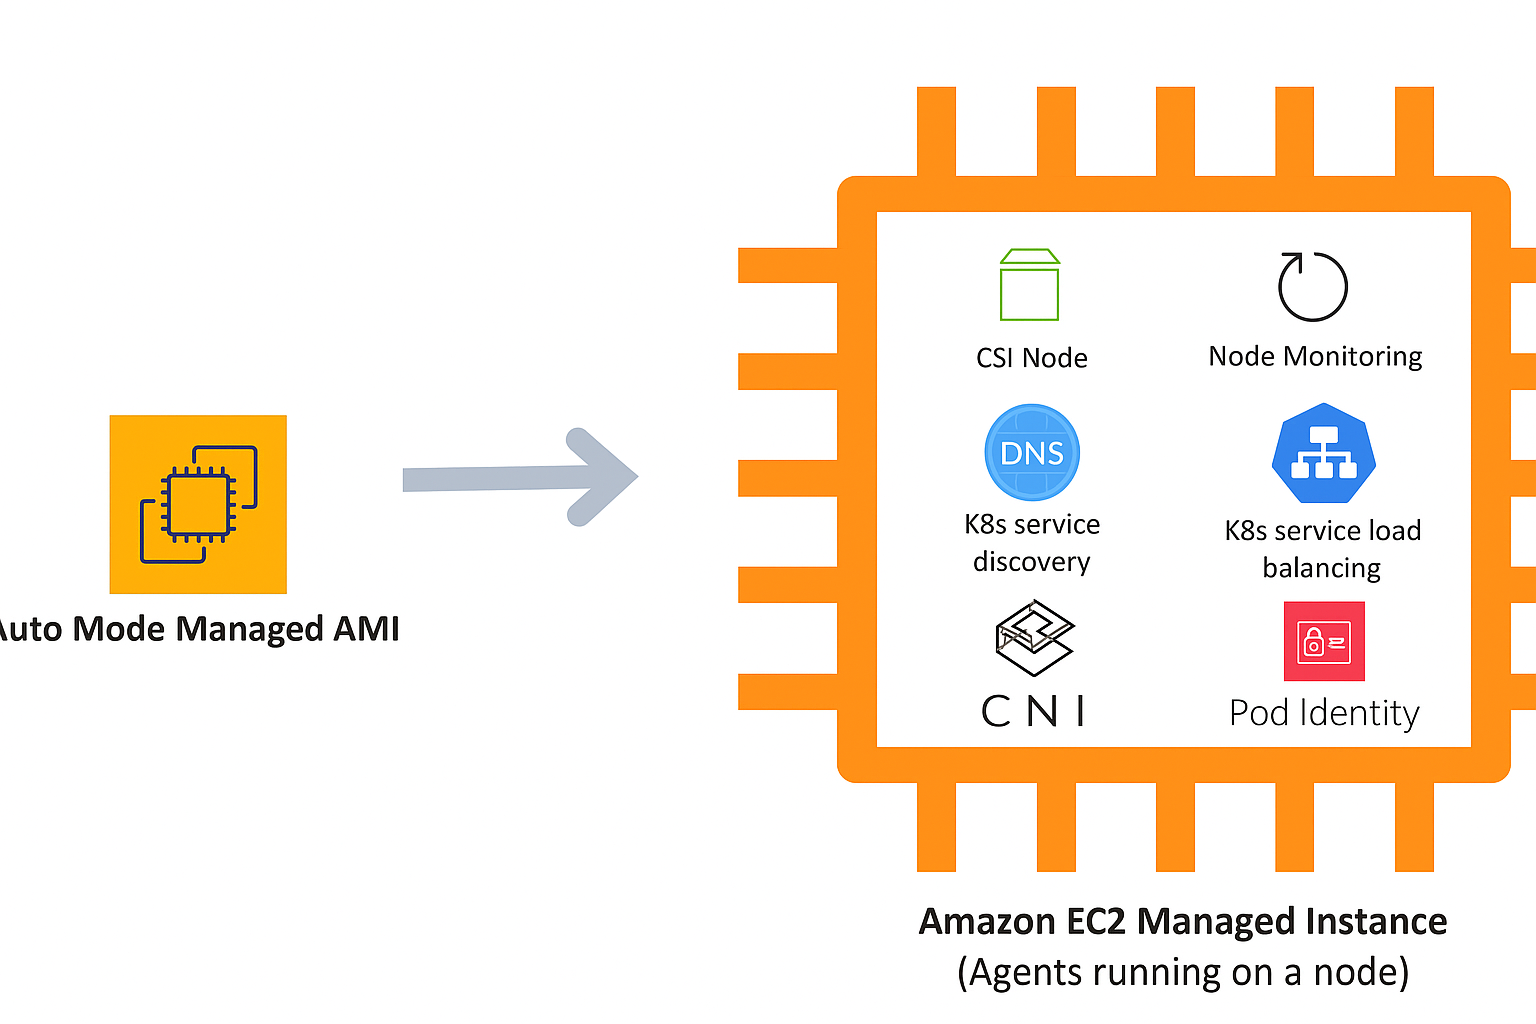 CSI Node
Node Monitoring
DNS
K8s service
discovery
K8s service load
balancing
CNI
Pod Identity
Auto Mode Managed AMI
Amazon EC2 Managed Instance
(Agents running on a node)